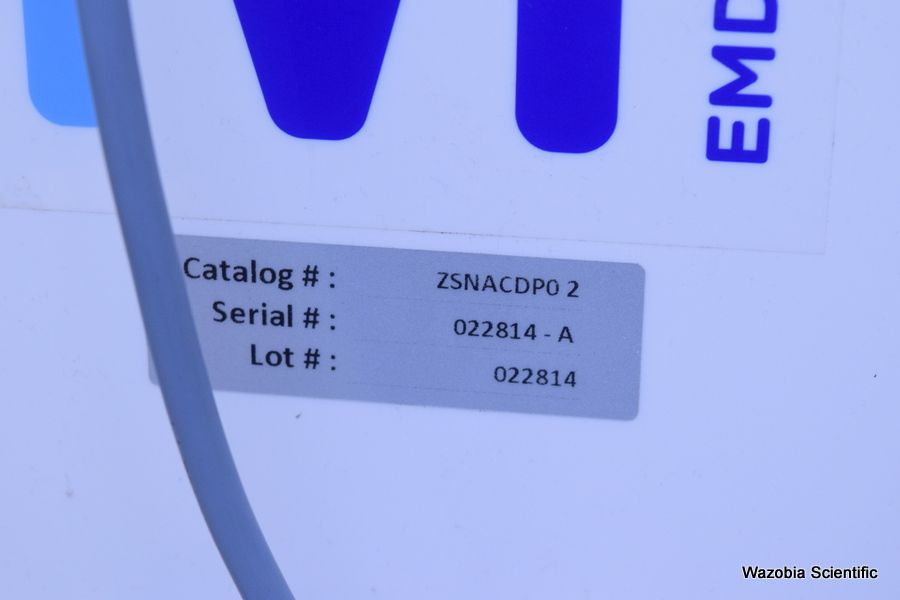 EMD
Catalog # : ZSNACDP0 2
Serial # : 022814 - A
Lot # : 022814
Wazobia Scientific